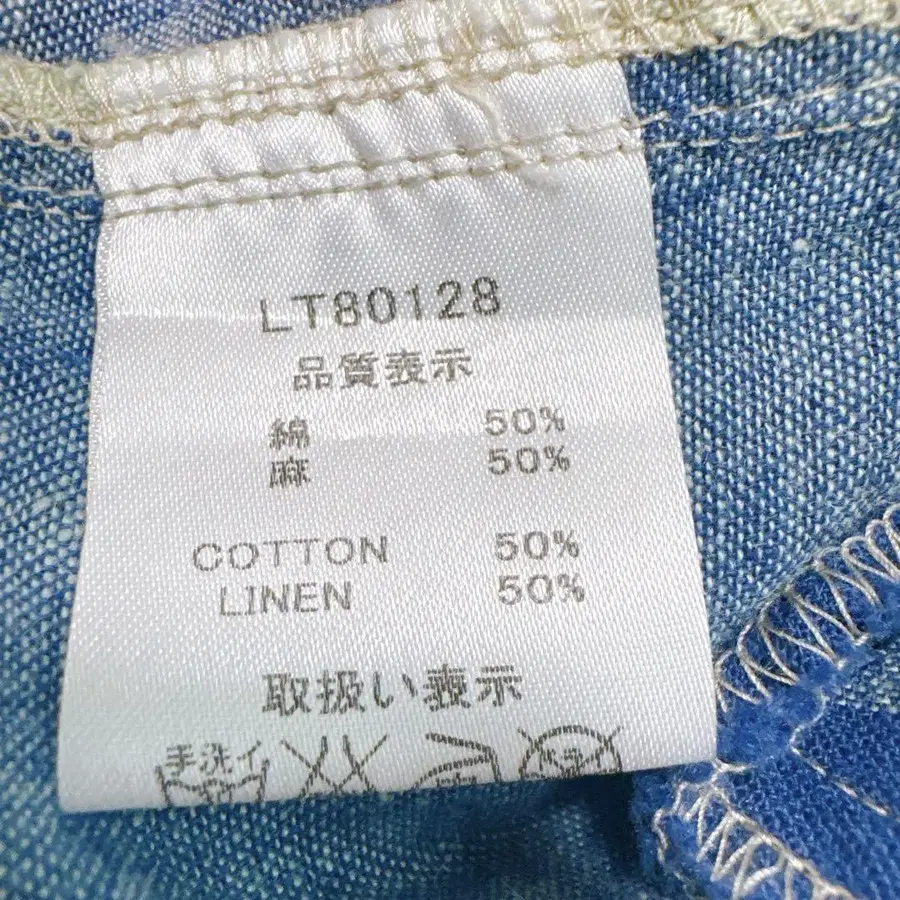 LT80128
品質表示
綿 50%
麻 50%
COTTON 50%
LINEN 50%
取扱い表示
手洗イ